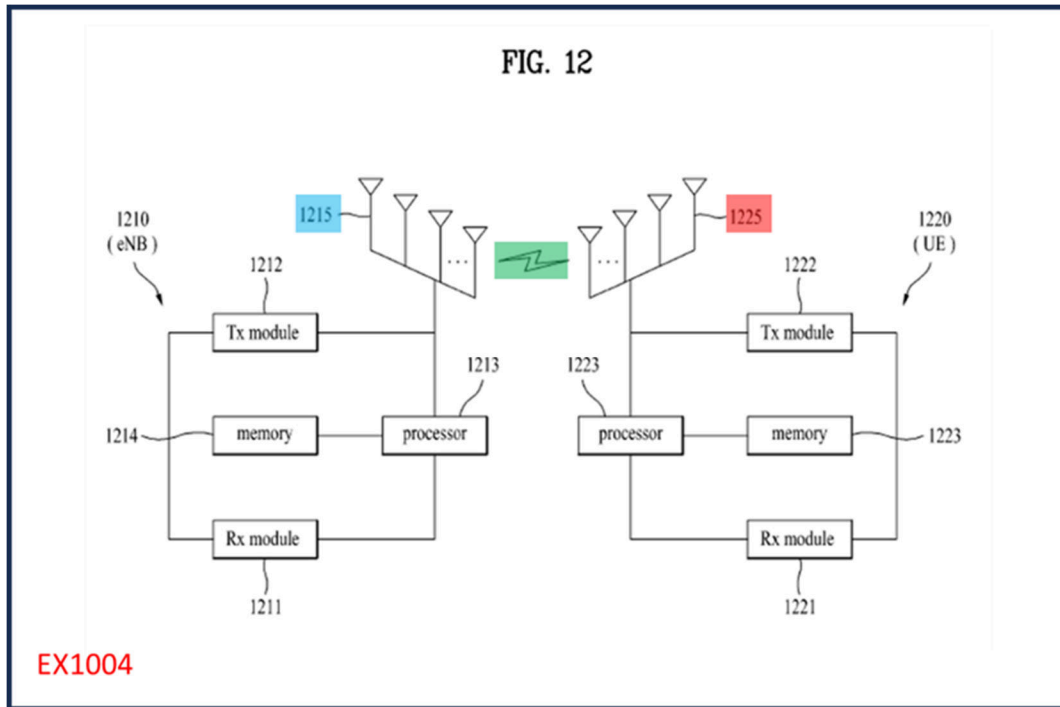 FIG. 12
1215
1225
1210
( eNB )
1220
( UE )
1212
1222
...
...
Tx module
Tx module
1213
1223
1214
memory
processor
processor
memory
1223
Rx module
Rx module
1211
1221
EX1004